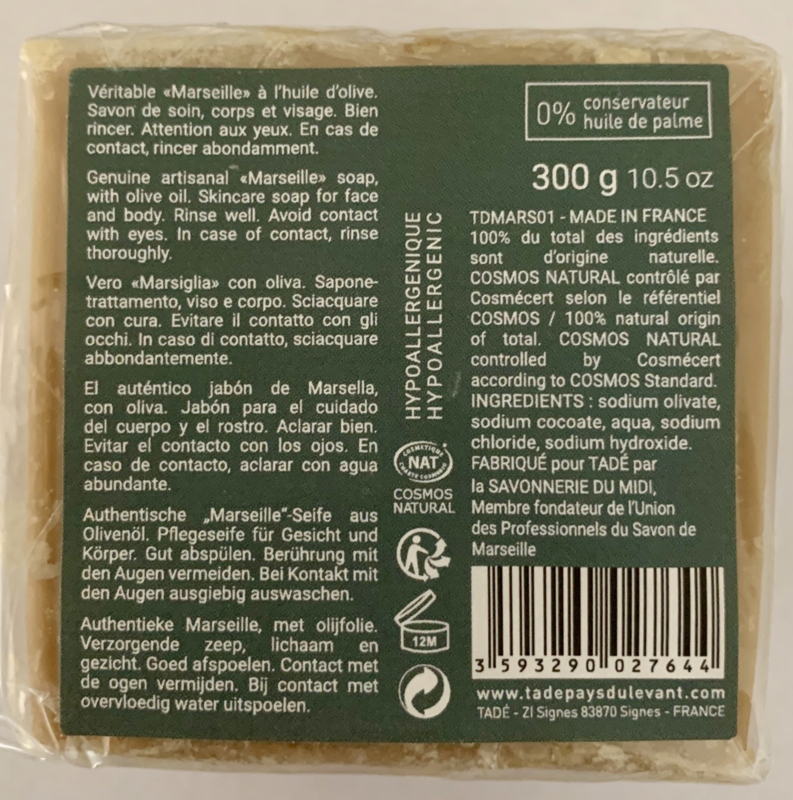 Véritable «Marseille» à l'huile d'olive.
Savon de soin, corps et visage. Bien
rincer. Attention aux yeux. En cas de
contact, rincer abondamment.
Genuine artisanal «Marseille» soap,
with olive oil. Skincare soap for face
and body. Rinse well. Avoid contact
with eyes. In case of contact, rinse
thoroughly.
Vero «Marsiglia» con oliva. Sapone-
trattamento, viso e corpo. Sciacquare
con cura. Evitare il contatto con gli
occhi. In caso di contatto, sciacquare
abbondantemente.
El auténtico jabón de Marsella,
con oliva. Jabón para el cuidado
del cuerpo y el rostro. Aclarar bien.
Evitar el contacto con los ojos. En
caso de contacto, aclarar con agua
abundante.
Authentische „Marseille“-Seife aus
Olivenöl. Pflegeseife für Gesicht und
Körper. Gut abspülen. Berührung mit
den Augen vermeiden. Bei Kontakt mit
den Augen ausgiebig auswaschen.
Authentieke Marseille, met olijfolie.
Verzorgende zeep, lichaam en
gezicht. Goed afspoelen. Contact met
de ogen vermijden. Bij contact met
overvloedig water uitspoelen.
HYPOALLERGENIQUE
HYPOALLERGENIC
COSMETIQUE
NAT
COSMOS
NATURAL
12M
0% conservateur
huile de palme
300 g 10.5 oz
TDMARS01 - MADE IN FRANCE
100% du total des ingrédients
sont d'origine naturelle.
COSMOS NATURAL contrôlé par
Cosmécert selon le référentiel
COSMOS / 100% natural origin
of total. COSMOS NATURAL
controlled by Cosmécert
according to COSMOS Standard.
INGREDIENTS : sodium olivate,
sodium cocoate, aqua, sodium
chloride, sodium hydroxide.
FABRIQUÉ pour TADÉ par
la SAVONNERIE DU MIDI,
Membre fondateur de l'Union
des Professionnels du Savon de
Marseille
3 593290 027644
www.tadepaysdulevant.com
TADÉ - ZI Signes 83870 Signes - FRANCE